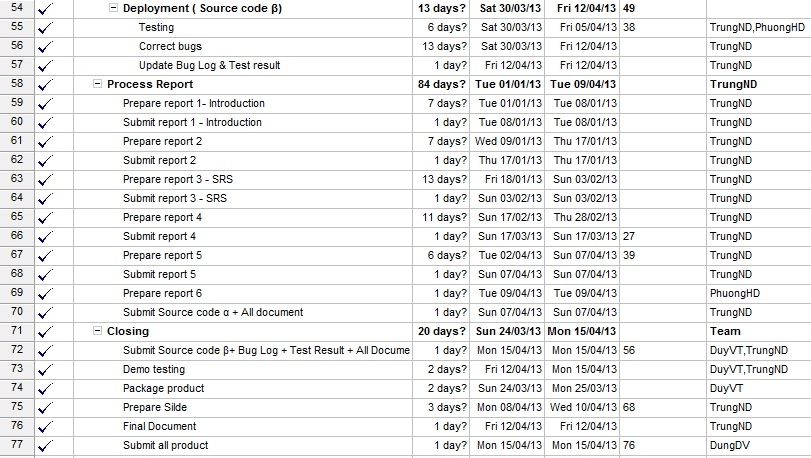 54 Deployment ( Source code β) 13 days? Sat 30/03/13 Fri 12/04/13 49
55 Testing 6 days? Sat 30/03/13 Fri 05/04/13 38 TrungND,PhuongHD
56 Correct bugs 13 days? Sat 30/03/13 Fri 12/04/13 TrungND
57 Update Bug Log & Test result 1 day? Fri 12/04/13 Fri 12/04/13 TrungND
58 Process Report 84 days? Tue 01/01/13 Tue 09/04/13 TrungND
59 Prepare report 1- Introduction 7 days? Tue 01/01/13 Tue 08/01/13 TrungND
60 Submit report 1 - Introduction 1 day? Tue 08/01/13 Tue 08/01/13 TrungND
61 Prepare report 2 7 days? Wed 09/01/13 Thu 17/01/13 TrungND
62 Submit report 2 1 day? Thu 17/01/13 Thu 17/01/13 TrungND
63 Prepare report 3 - SRS 13 days? Fri 18/01/13 Sun 03/02/13 TrungND
64 Submit report 3 - SRS 1 day? Sun 03/02/13 Sun 03/02/13 TrungND
65 Prepare report 4 11 days? Sun 17/02/13 Thu 28/02/13 TrungND
66 Submit report 4 1 day? Sun 17/03/13 Sun 17/03/13 27 TrungND
67 Prepare report 5 6 days? Tue 02/04/13 Sun 07/04/13 39 TrungND
68 Submit report 5 1 day? Sun 07/04/13 Sun 07/04/13 TrungND
69 Prepare report 6 1 day? Tue 09/04/13 Tue 09/04/13 PhuongHD
70 Submit Source code α + All document 1 day? Sun 07/04/13 Sun 07/04/13 TrungND
71 Closing 20 days? Sun 24/03/13 Mon 15/04/13 Team
72 Submit Source code β+ Bug Log + Test Result + All Docume 1 day? Mon 15/04/13 Mon 15/04/13 56 DuyVT,TrungND
73 Demo testing 2 days? Fri 12/04/13 Mon 15/04/13 DuyVT,TrungND
74 Package product 2 days? Sun 24/03/13 Mon 25/03/13 DuyVT
75 Prepare Silde 3 days? Mon 08/04/13 Wed 10/04/13 68 TrungND
76 Final Document 1 day? Fri 12/04/13 Fri 12/04/13 TrungND
77 Submit all product 1 day? Mon 15/04/13 Mon 15/04/13 76 DungDV